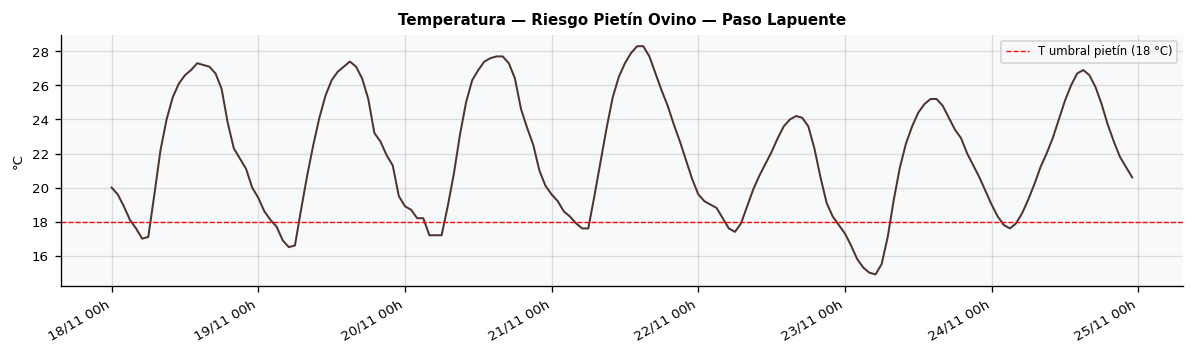 Temperatura — Riesgo Pietín Ovino — Paso Lapuente
T umbral pietín (18 °C)
°C
28
26
24
22
20
18
16
18/11 00h
19/11 00h
20/11 00h
21/11 00h
22/11 00h
23/11 00h
24/11 00h
25/11 00h